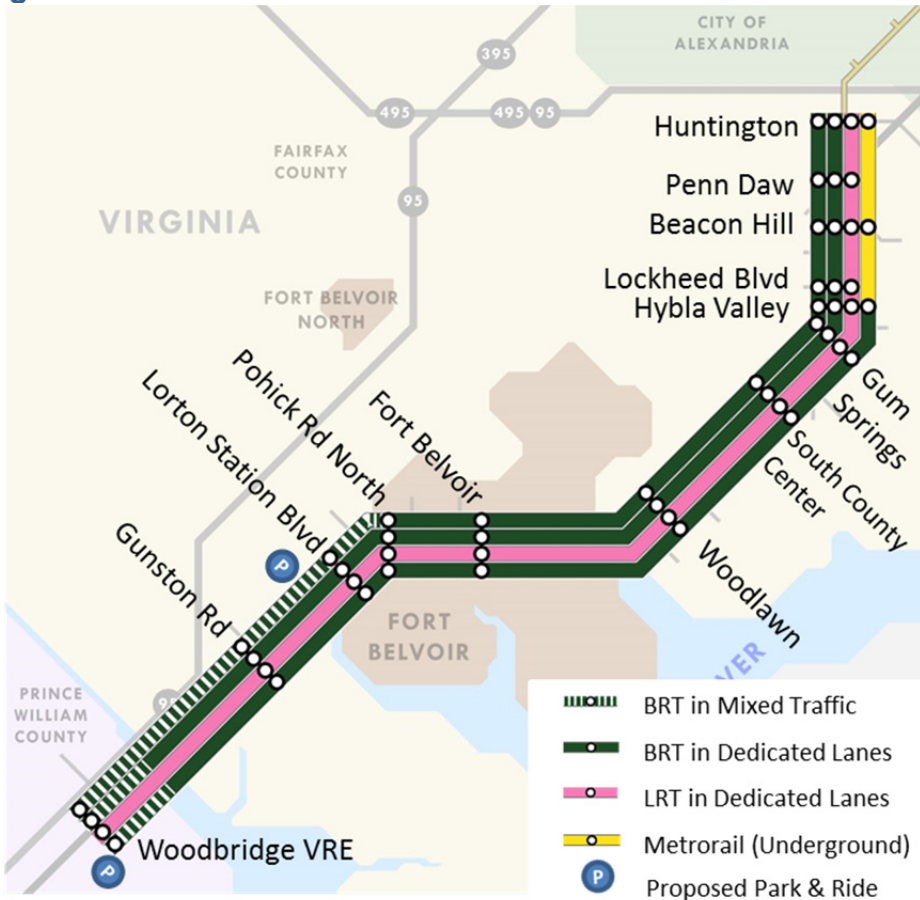 CITY OF
ALEXANDRIA
395
495
495
95
Huntington
FAIRFAX
COUNTY
Penn Daw
95
VIRGINIA
Beacon Hill
Lockheed Blvd
FORT BELVOIR
NORTH
Hybla Valley
Gum
Springs
South County
Center
Woodlawn
Fort Belvoir
Pohick Rd North
Lorton Station Blvd
Gunston Rd
P
FORT
BELVOIR
PRINCE
WILLIAM
COUNTY
95
VER
Woodbridge VRE
P
BRT in Mixed Traffic
BRT in Dedicated Lanes
LRT in Dedicated Lanes
Metrorail (Underground)
P
Proposed Park & Ride